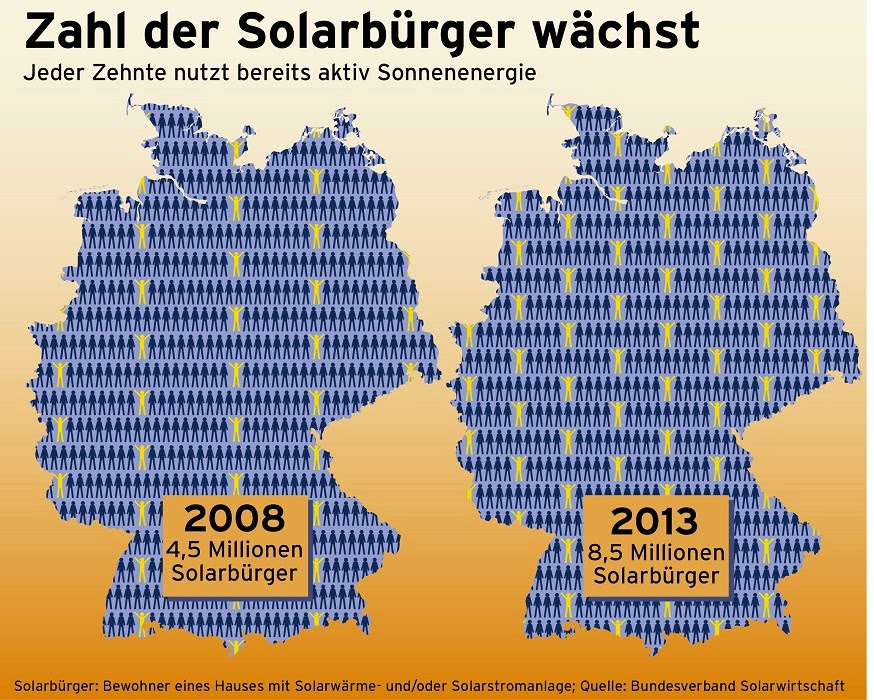 Zahl der Solarbürger wächst
Jeder Zehnte nutzt bereits aktiv Sonnenenergie
2008
4,5 Millionen
Solarbürger
2013
8,5 Millionen
Solarbürger
Solarbürger: Bewohner eines Hauses mit Solarwärme- und/oder Solarstromanlage; Quelle: Bundesverband Solarwirtschaft